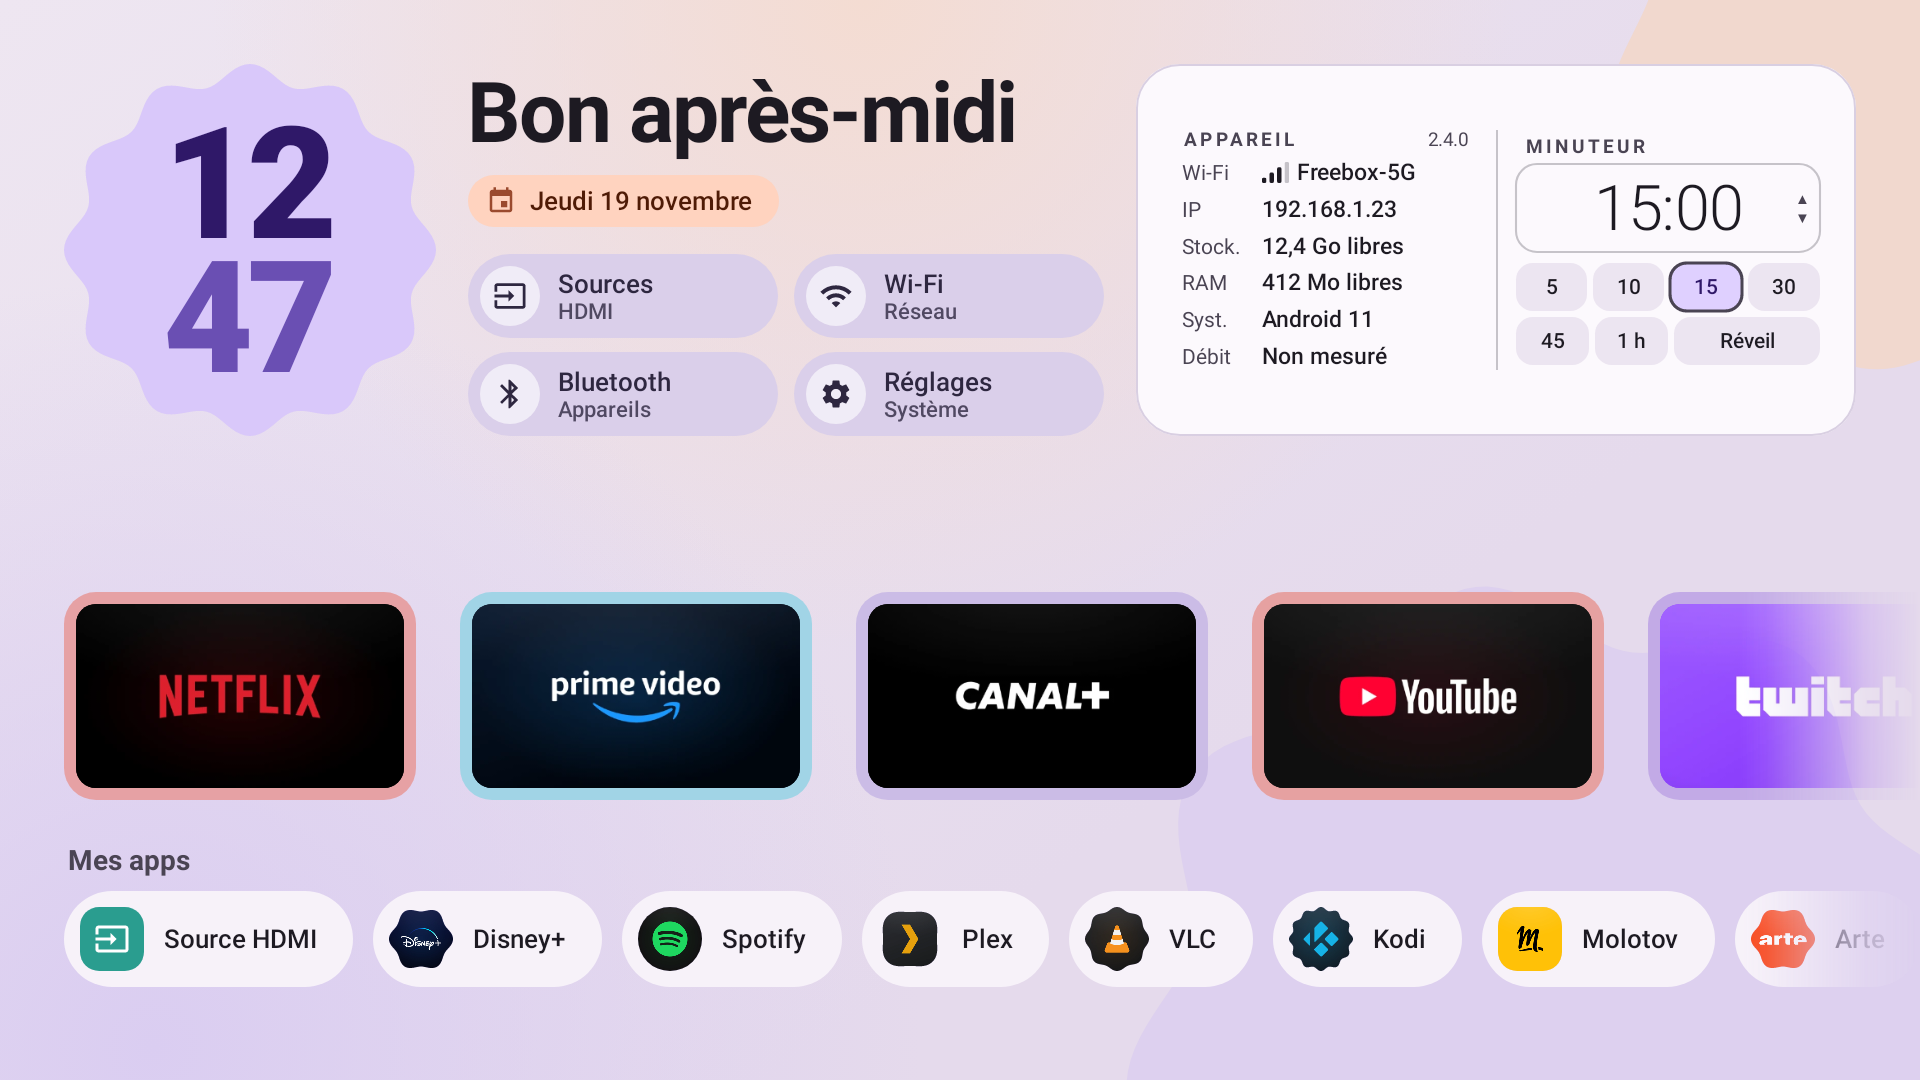 12
47
Bon après-midi
Jeudi 19 novembre
Sources
HDMI
Wi-Fi
Réseau
Bluetooth
Appareils
Réglages
Système
APPAREIL 2.4.0
Wi-Fi Freebox-5G
IP 192.168.1.23
Stock. 12,4 Go libres
RAM 412 Mo libres
Syst. Android 11
Débit Non mesuré
MINUTEUR
15:00
5 10 15 30
45 1 h Réveil
NETFLIX
prime video
CANAL+
YouTube
twitch
Mes apps
Source HDMI
Disney+ Disney+
Spotify
Plex
VLC
Kodi
M Molotov
arte Arte